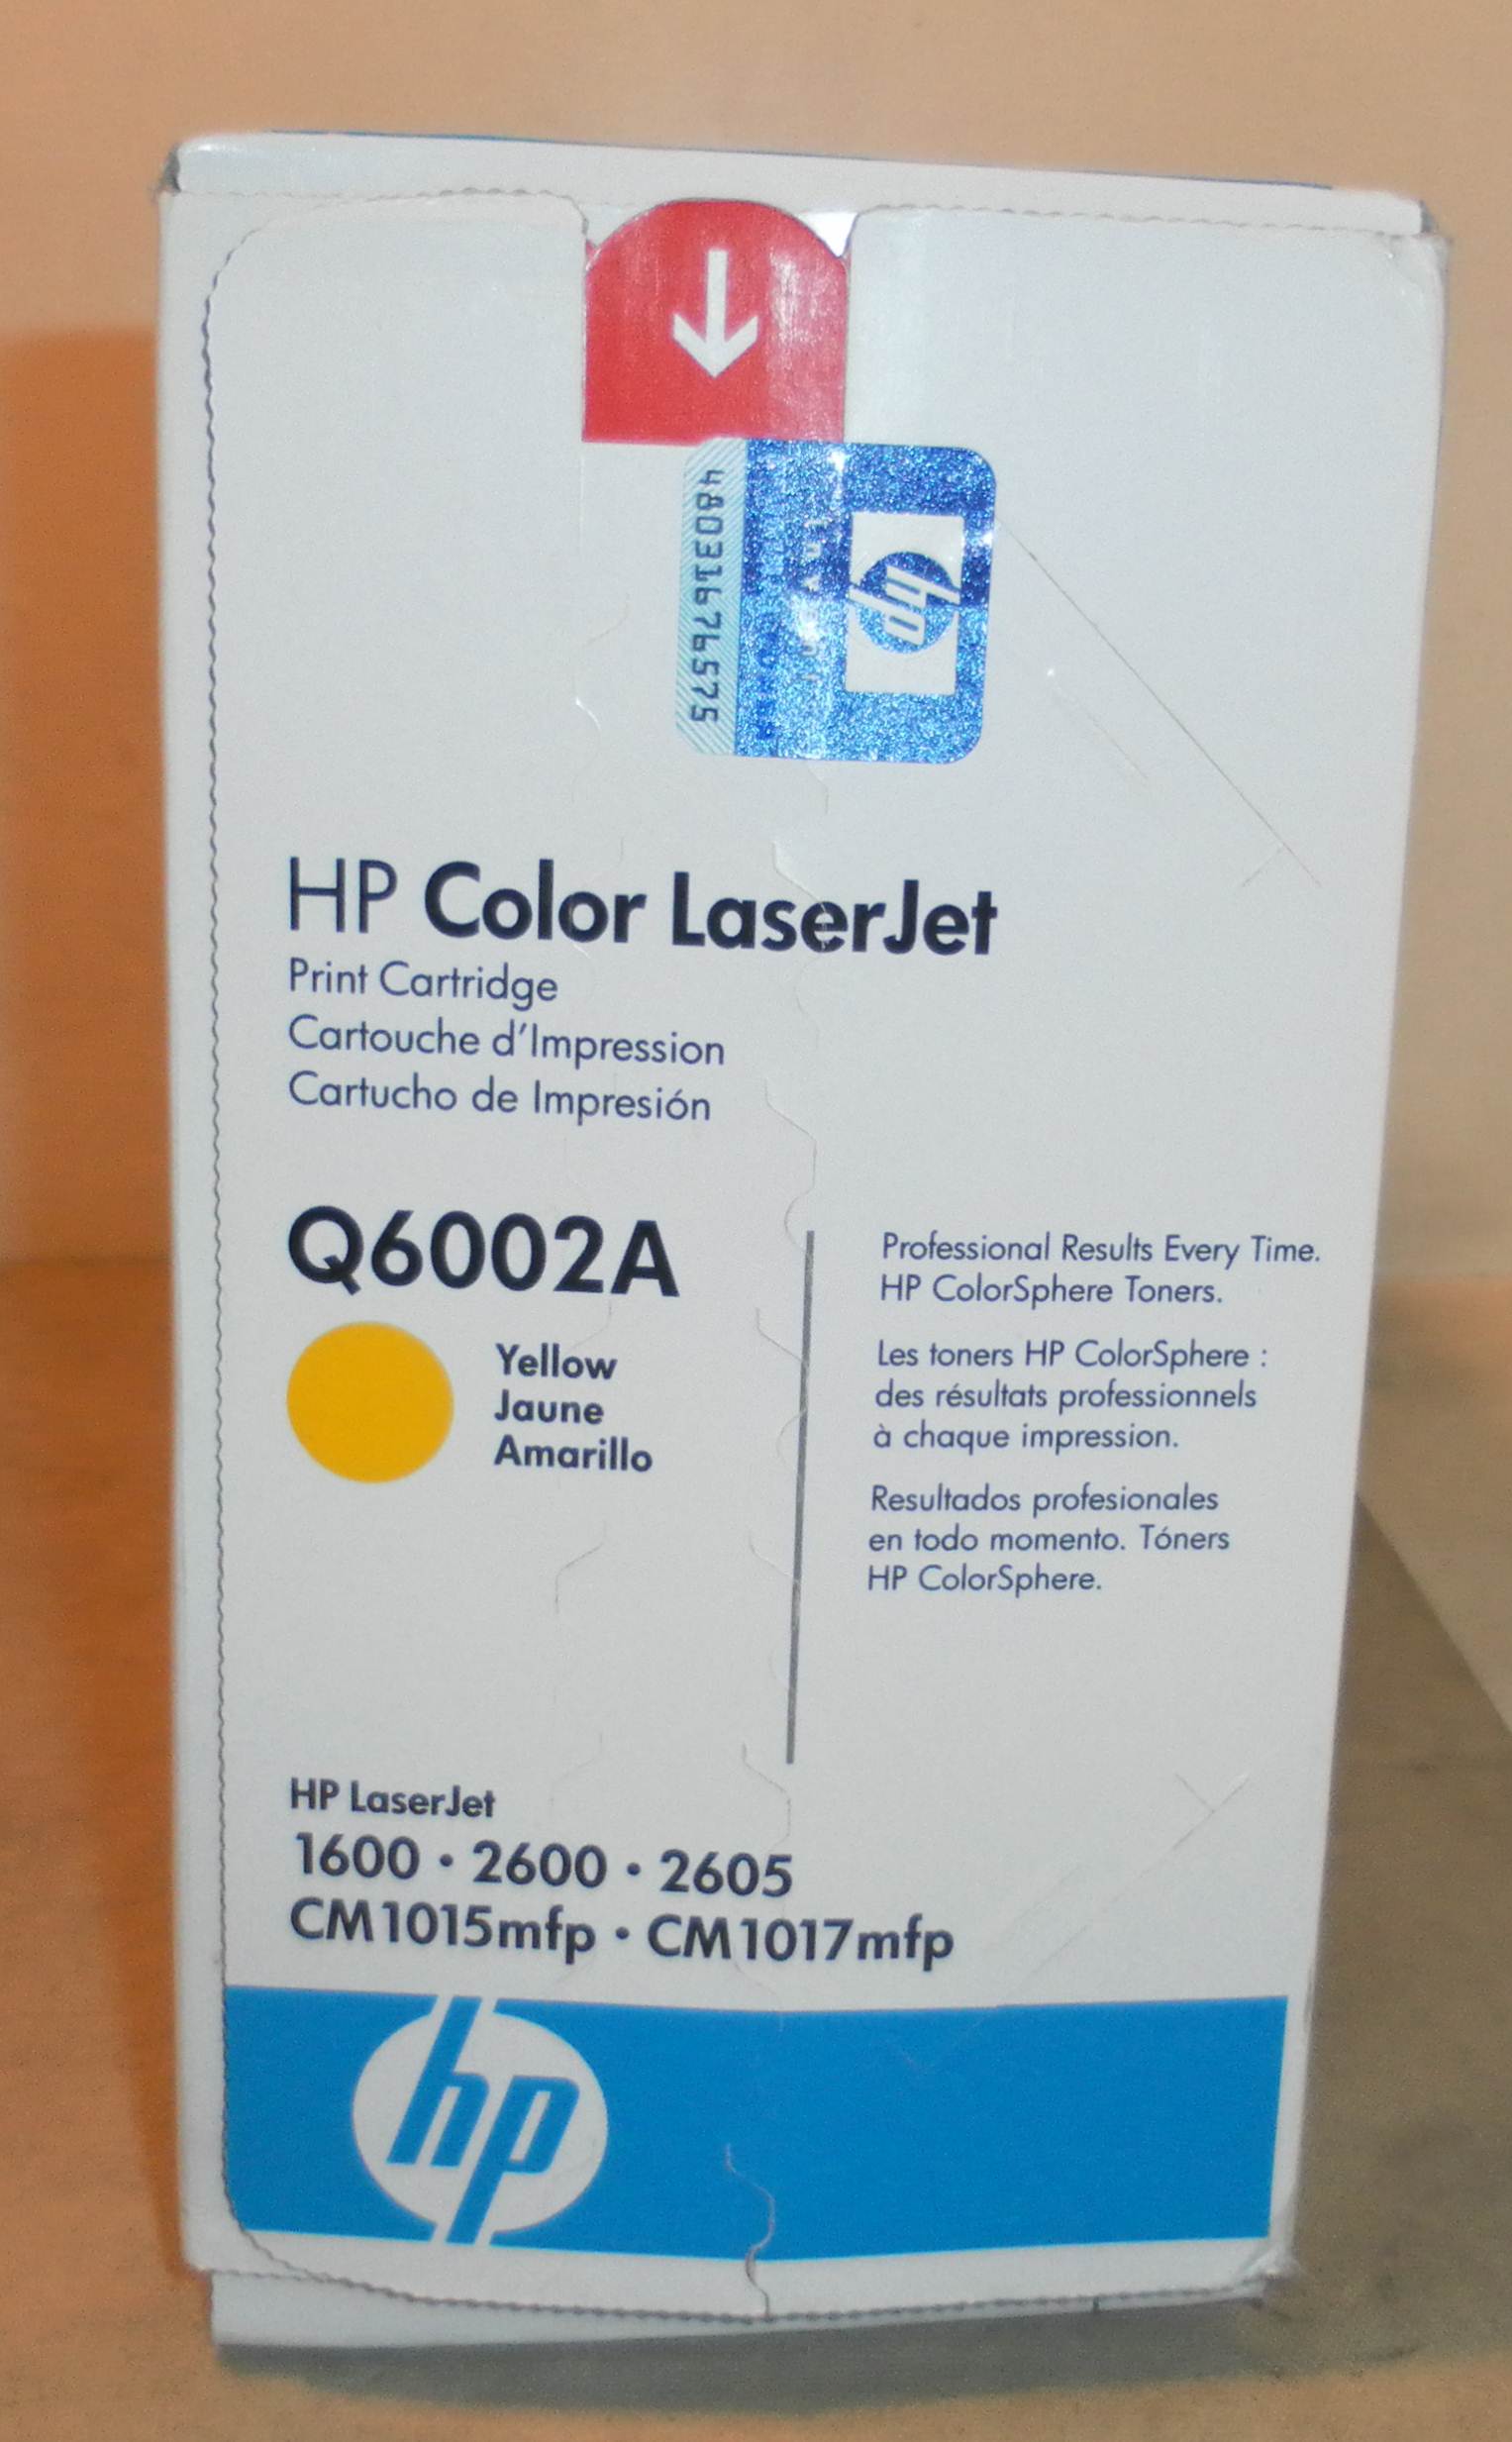 48031676575
invent
hp
HP Color LaserJet
Print Cartridge
Cartouche d'Impression
Cartucho de Impresión
Q6002A
Yellow
Jaune
Amarillo
Professional Results Every Time.
HP ColorSphere Toners.
Les toners HP ColorSphere :
des résultats professionnels
à chaque impression.
Resultados profesionales
en todo momento. Tóners
HP ColorSphere.
HP LaserJet
1600 • 2600 • 2605
CM1015mfp • CM1017mfp
hp